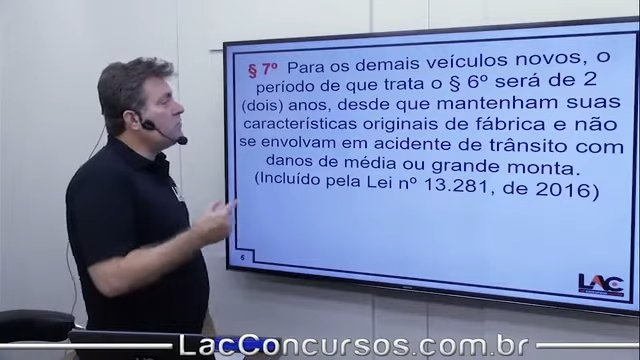 LAC
§ 7º Para os demais veículos novos, o
período de que trata o § 6º será de 2
(dois) anos, desde que mantenham suas
características originais de fábrica e não
se envolvam em acidente de trânsito com
danos de média ou grande monta.
(Incluído pela Lei nº 13.281, de 2016)
6
LAC
LacConcursos.com.br